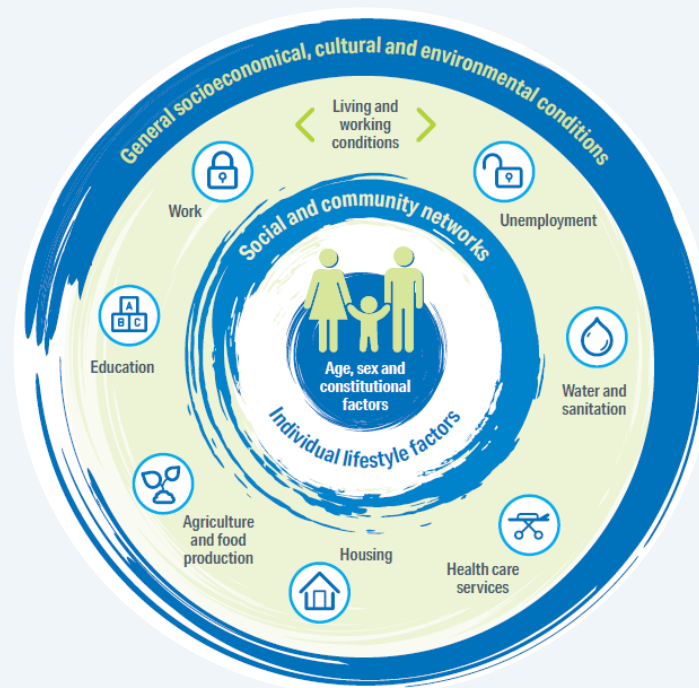 General socioeconomical, cultural and environmental conditions
Living and
working
conditions
Work
Unemployment
Social and community networks
A
B C
Education
Age, sex and
constitutional
factors
Water and
sanitation
Individual lifestyle factors
Agriculture
and food
production
Housing
Health care
services